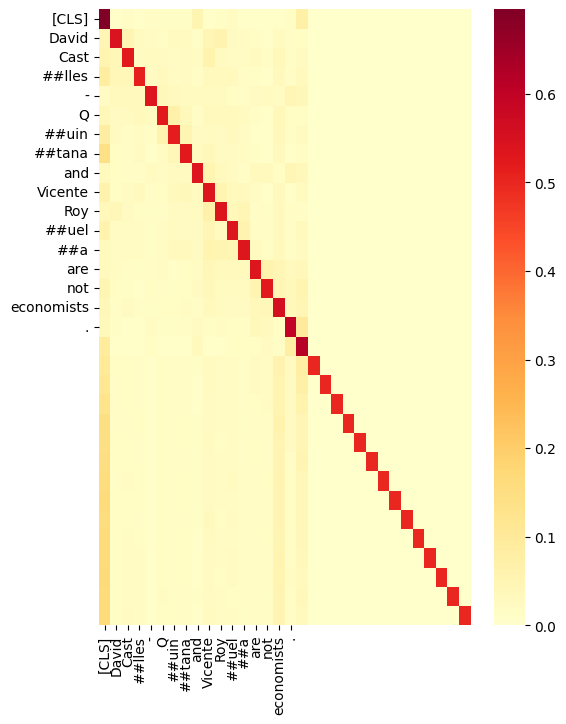 [CLS]
David
Cast
##lles
-
Q
##uin
##tana
and
Vicente
Roy
##uel
##a
are
not
economists
.
[CLS]
David
Cast
##lles
-
Q
##uin
##tana
and
Vicente
Roy
##uel
##a
are
not
economists
.
0.6
0.5
0.4
0.3
0.2
0.1
0.0